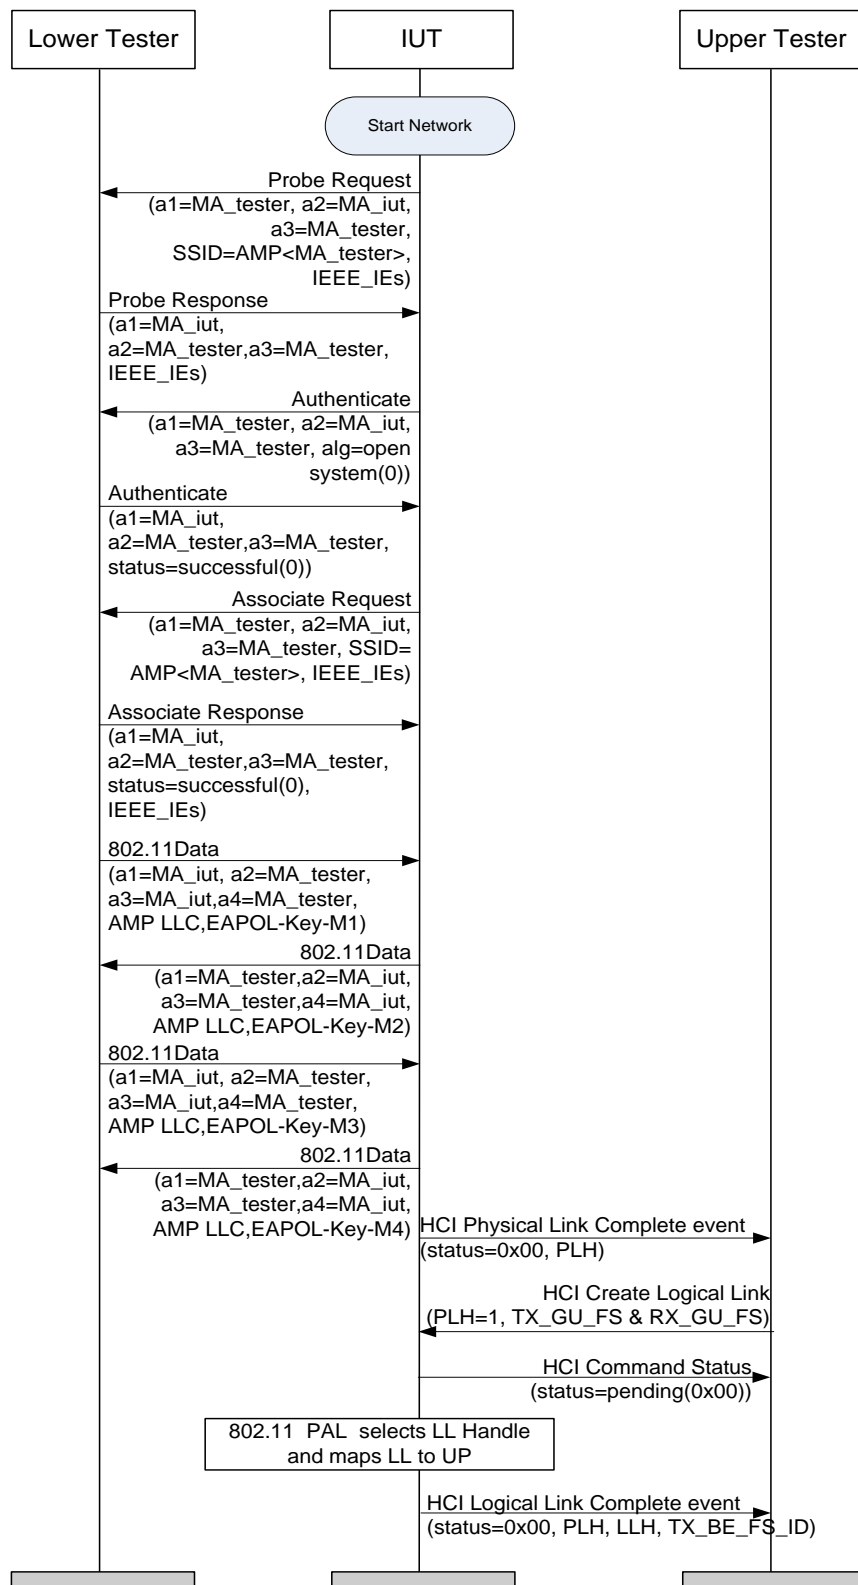 Lower Tester
IUT
Upper Tester
Start Network
Probe Request
(a1=MA_tester, a2=MA_iut,
a3=MA_tester,
SSID=AMP<MA_tester>,
IEEE_IEs)
Probe Response
(a1=MA_iut,
a2=MA_tester,a3=MA_tester,
IEEE_IEs)
Authenticate
(a1=MA_tester, a2=MA_iut,
a3=MA_tester, alg=open
system(0))
Authenticate
(a1=MA_iut,
a2=MA_tester,a3=MA_tester,
status=successful(0))
Associate Request
(a1=MA_tester, a2=MA_iut,
a3=MA_tester, SSID=
AMP<MA_tester>, IEEE_IEs)
Associate Response
(a1=MA_iut,
a2=MA_tester,a3=MA_tester,
status=successful(0),
IEEE_IEs)
802.11Data
(a1=MA_iut, a2=MA_tester,
a3=MA_iut,a4=MA_tester,
AMP LLC,EAPOL-Key-M1)
802.11Data
(a1=MA_tester,a2=MA_iut,
a3=MA_tester,a4=MA_iut,
AMP LLC,EAPOL-Key-M2)
802.11Data
(a1=MA_iut, a2=MA_tester,
a3=MA_iut,a4=MA_tester,
AMP LLC,EAPOL-Key-M3)
802.11Data
(a1=MA_tester,a2=MA_iut,
a3=MA_tester,a4=MA_iut,
AMP LLC,EAPOL-Key-M4)
HCI Physical Link Complete event
(status=0x00, PLH)
HCI Create Logical Link
(PLH=1, TX_GU_FS & RX_GU_FS)
HCI Command Status
(status=pending(0x00))
802.11 PAL selects LL Handle
and maps LL to UP
HCI Logical Link Complete event
(status=0x00, PLH, LLH, TX_BE_FS_ID)